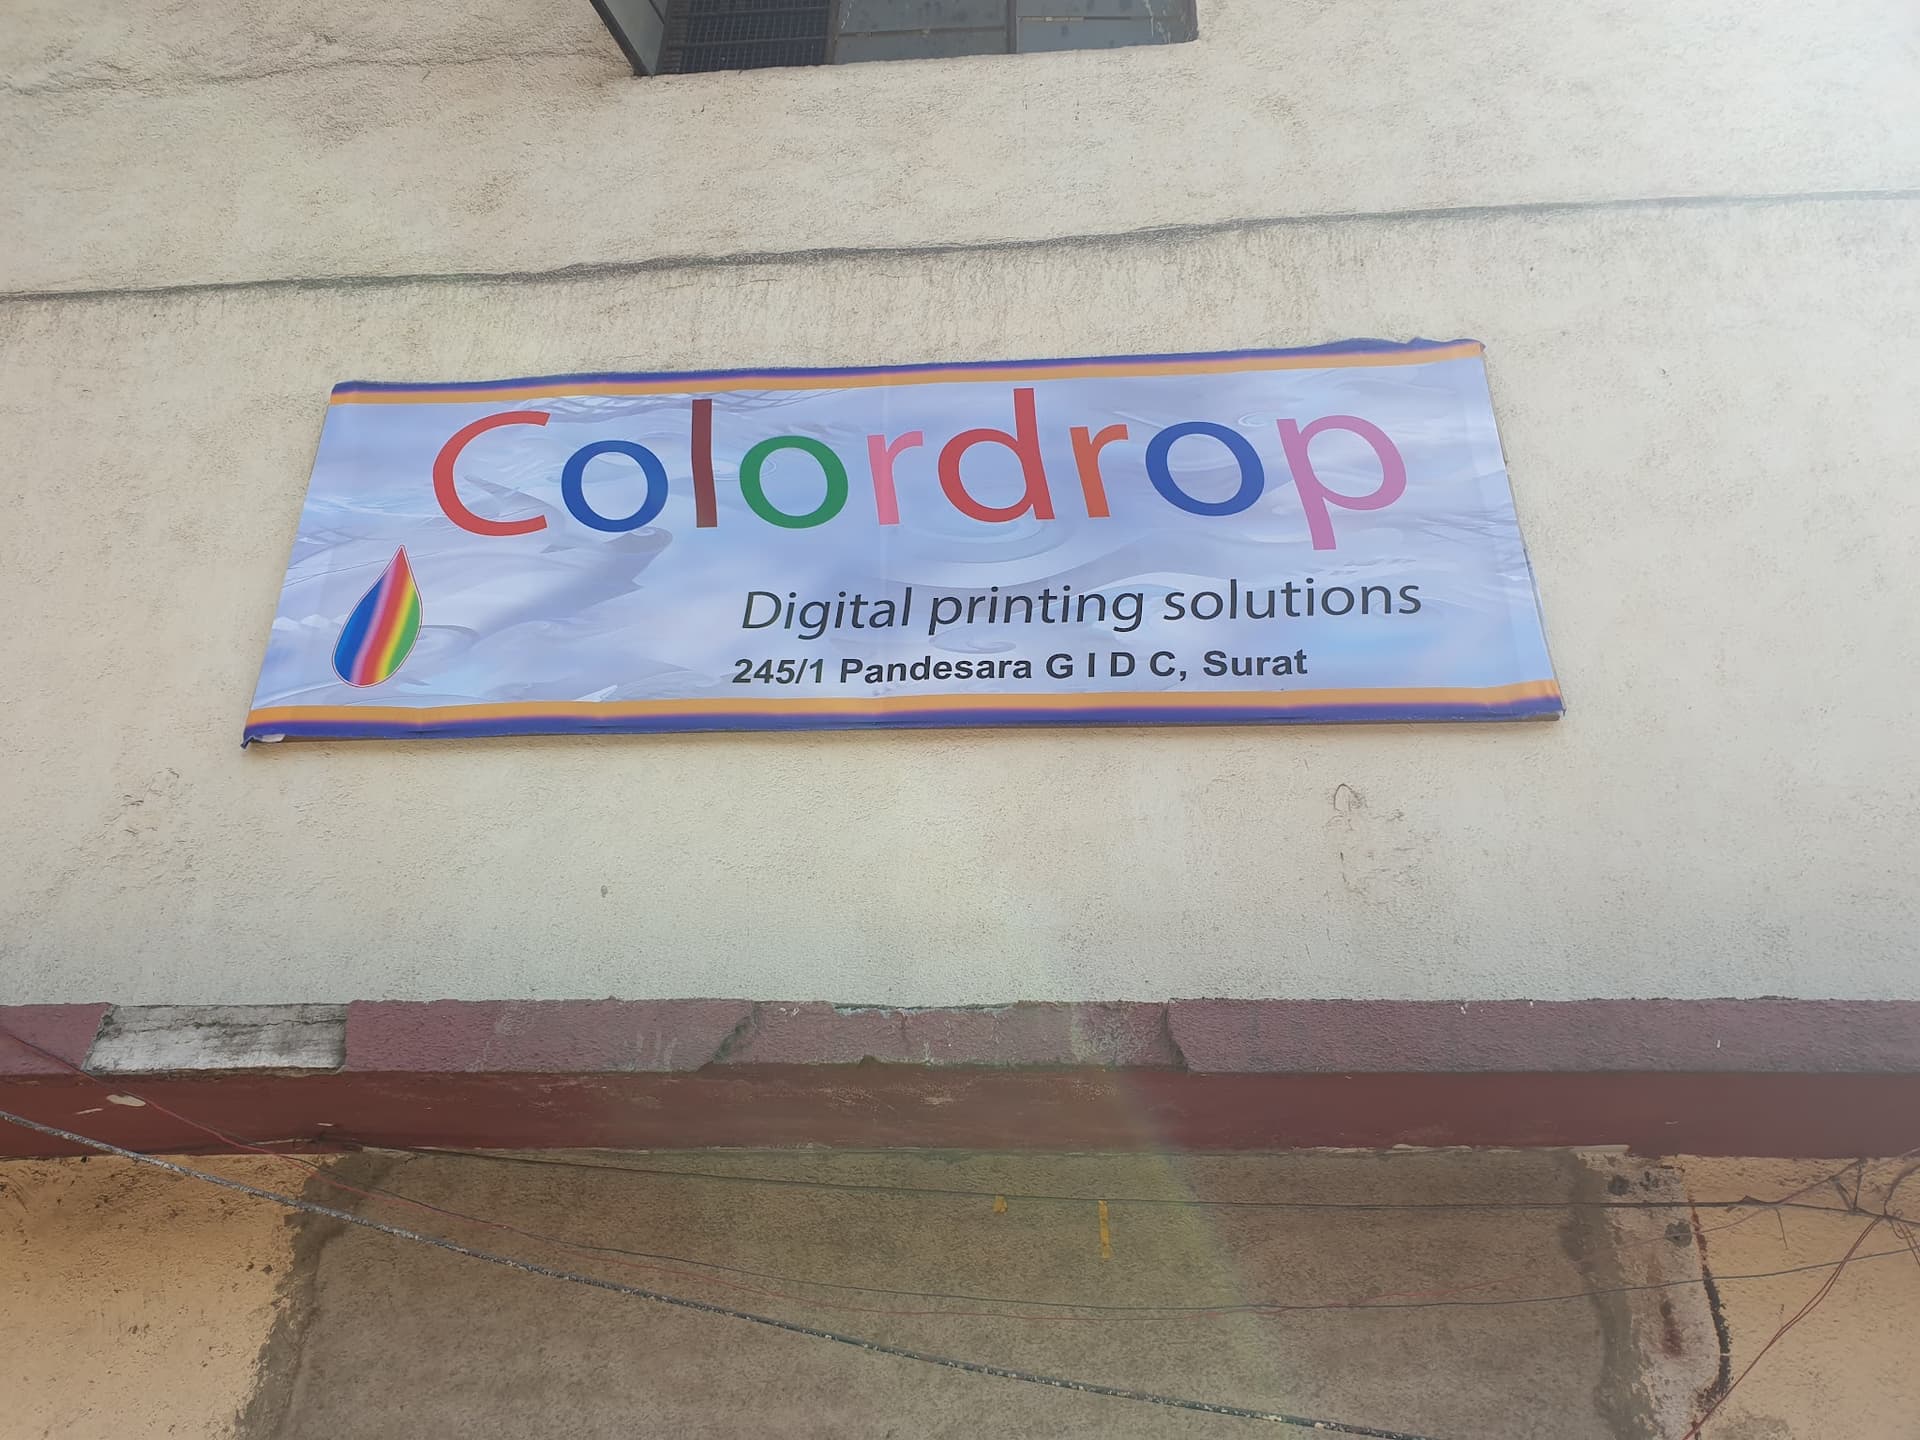 Colordrop
Digital printing solutions
245/1 Pandesara G I D C, Surat